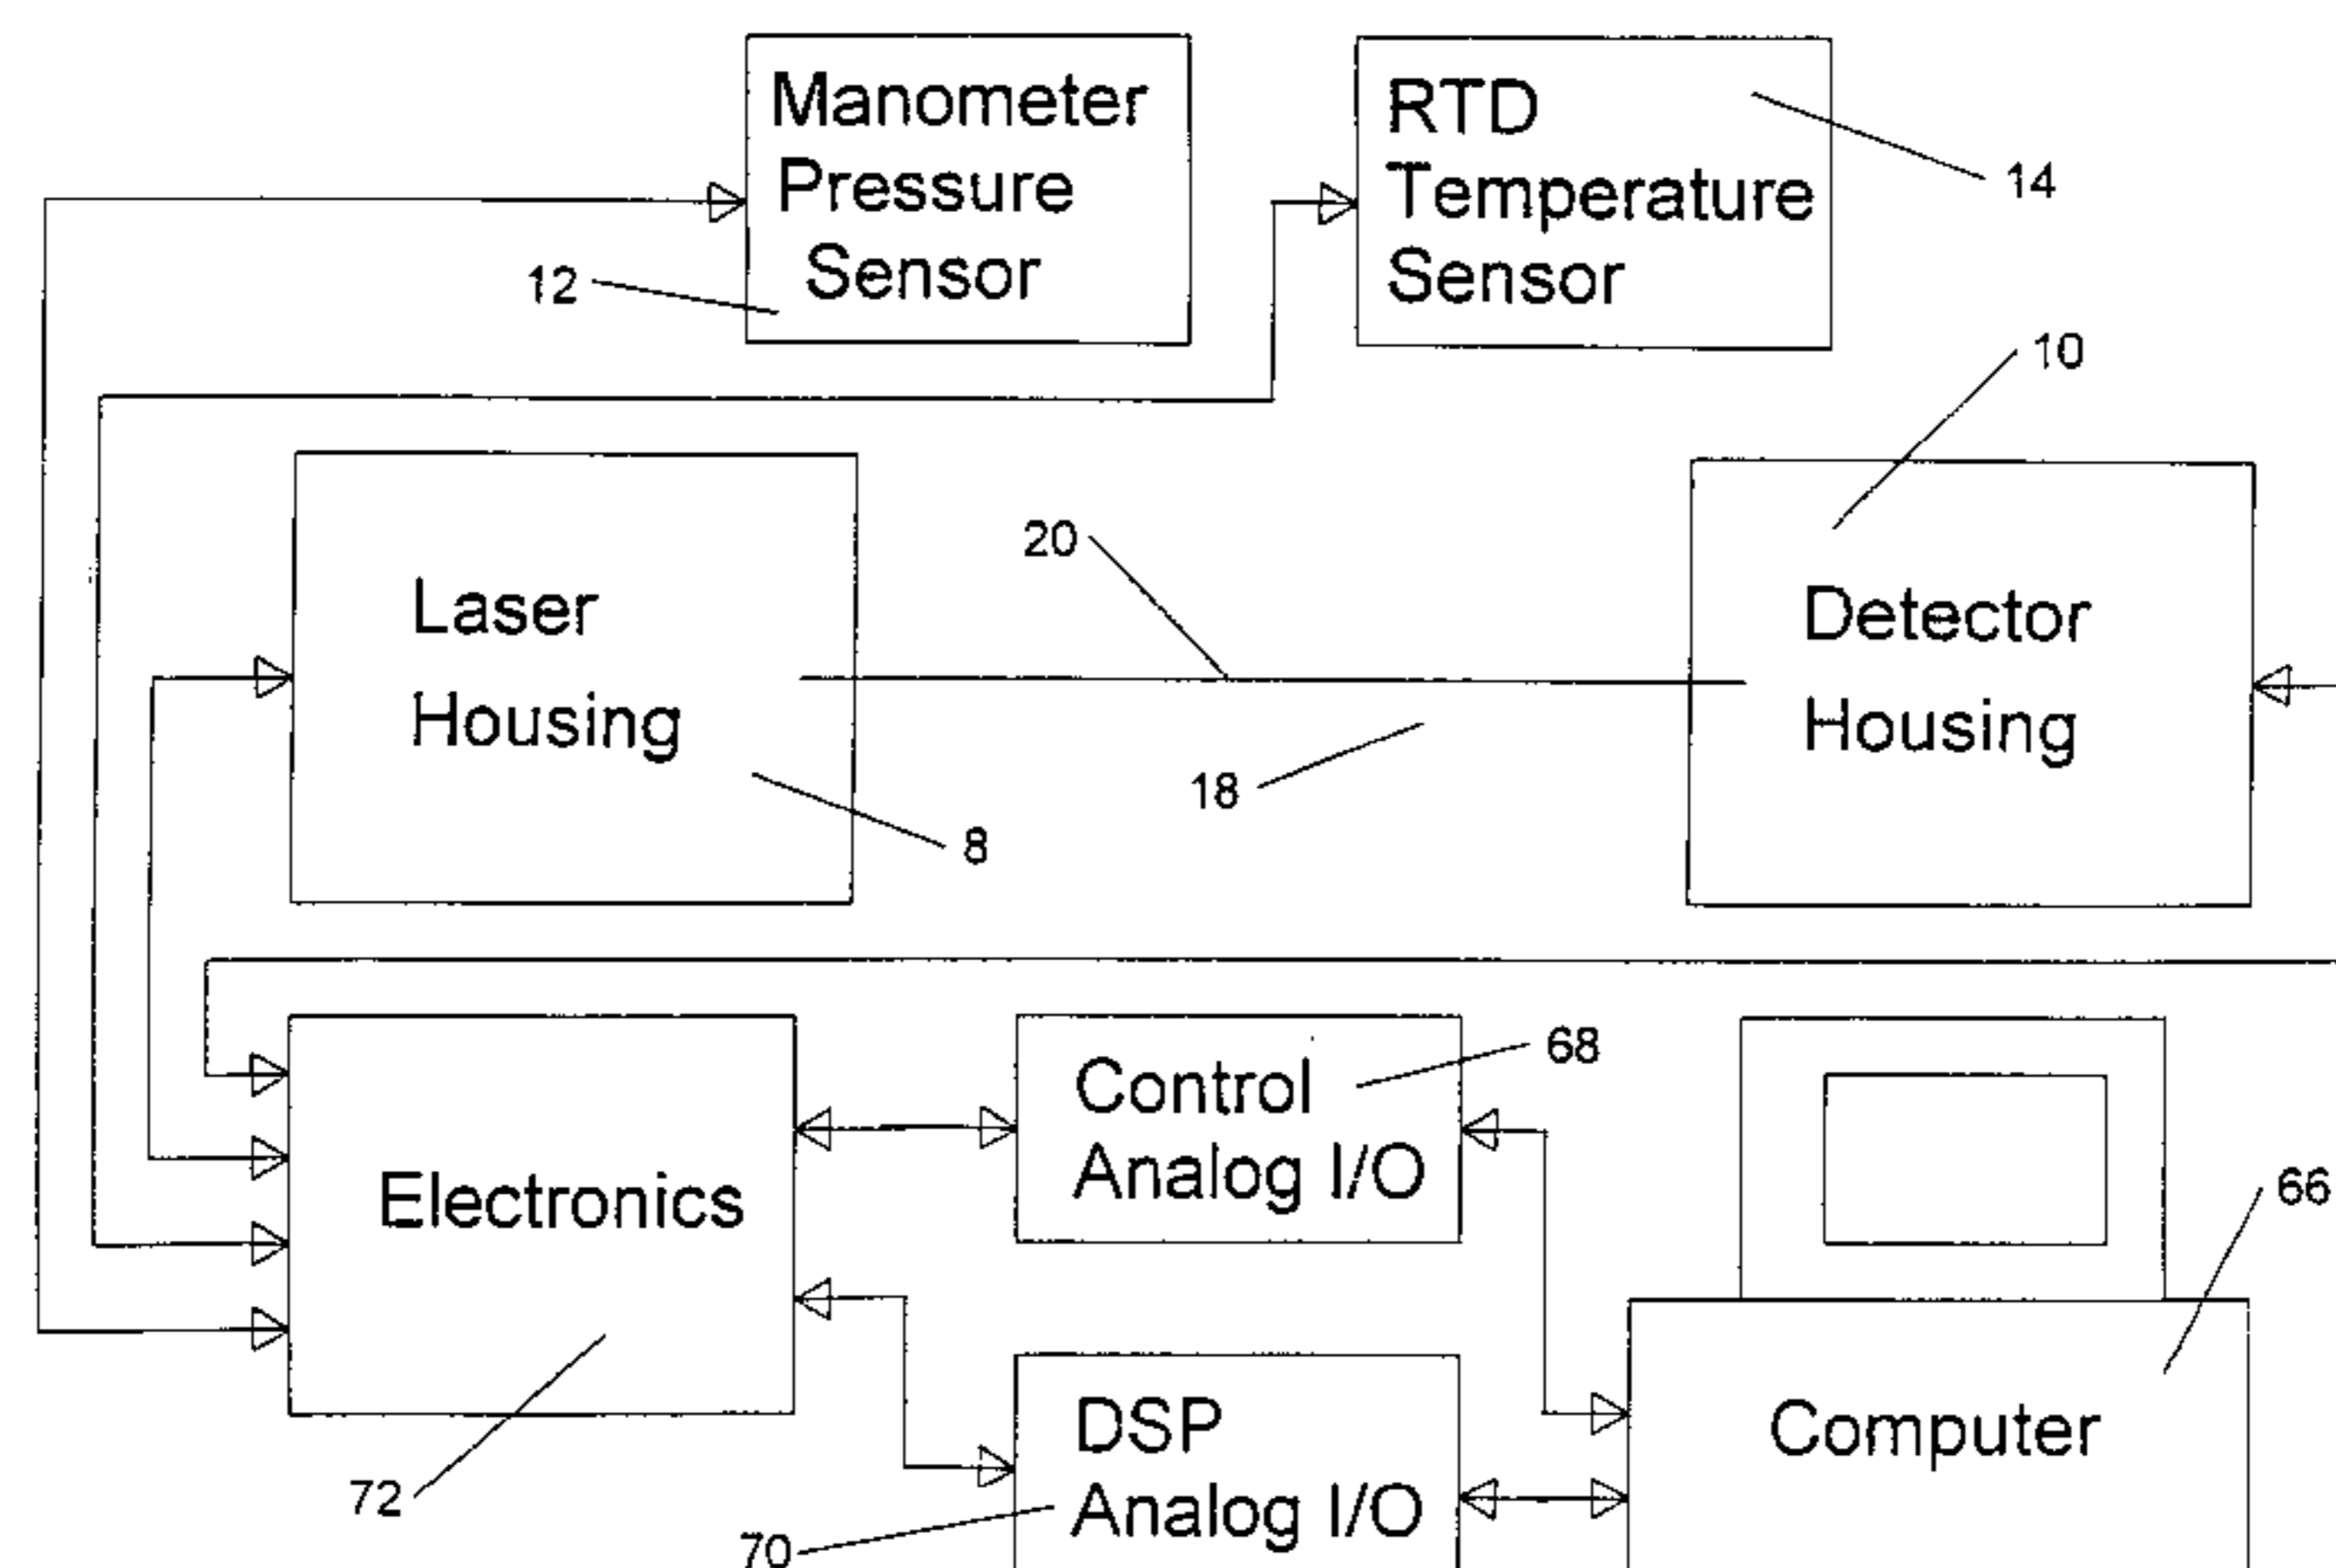 Manometer
Pressure
Sensor
12
RTD
Temperature
Sensor
14
10
Laser
Housing
8
20
18
Detector
Housing
Electronics
72
Control
Analog I/O
68
66
DSP
Analog I/O
70
Computer